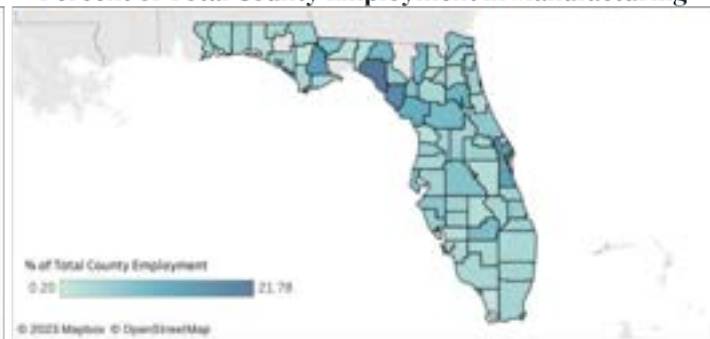 Percent of Total County Employment in Manufacturing
% of Total County Employment
0.20 21.78
© 2023 Mapbox © OpenStreetMap